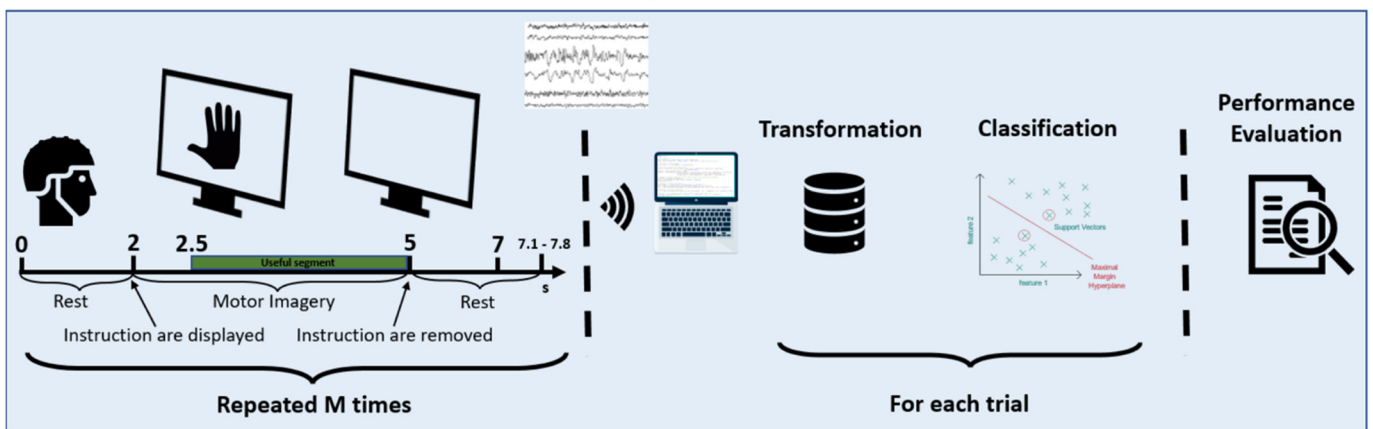 0
2
2.5
5
7
7.1 - 7.8
Useful segment
s
Rest
Motor Imagery
Rest
Instruction are displayed
Instruction are removed
Repeated M times
Transformation
Classification
feature 2
Support Vectors
Maximal
Margin
Hyperplane
feature 1
For each trial
Performance
Evaluation